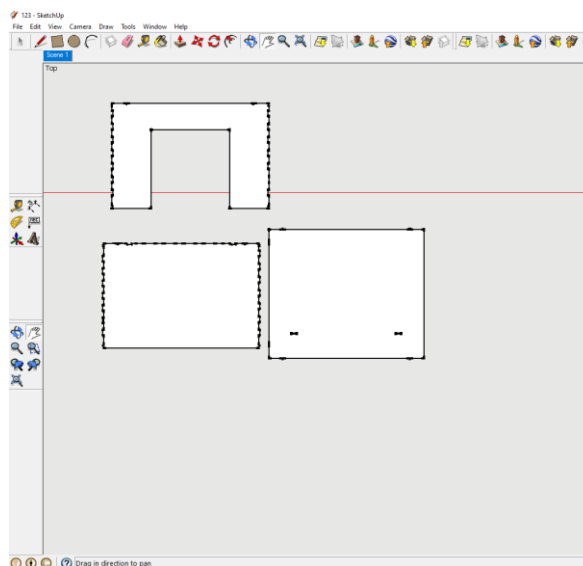 123 - SketchUp
File Edit View Camera Draw Tools Window Help
Scene 1
Top
Drag in direction to pan